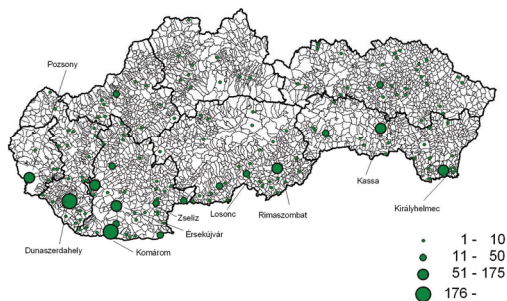 Pozsony
Kassa
Királyhelmec
Losonc
Rimaszombat
Zseliz
Érsekújvár
Dunaszerdahely
Komárom
1 - 10
11 - 50
51 - 175
176 -